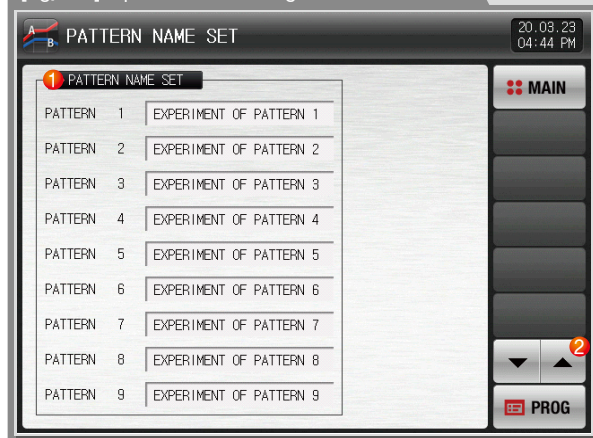 A B PATTERN NAME SET
20.03.23
04:44 PM
1 PATTERN NAME SET
PATTERN 1 EXPERIMENT OF PATTERN 1
PATTERN 2 EXPERIMENT OF PATTERN 2
PATTERN 3 EXPERIMENT OF PATTERN 3
PATTERN 4 EXPERIMENT OF PATTERN 4
PATTERN 5 EXPERIMENT OF PATTERN 5
PATTERN 6 EXPERIMENT OF PATTERN 6
PATTERN 7 EXPERIMENT OF PATTERN 7
PATTERN 8 EXPERIMENT OF PATTERN 8
PATTERN 9 EXPERIMENT OF PATTERN 9
MAIN
2
PROG